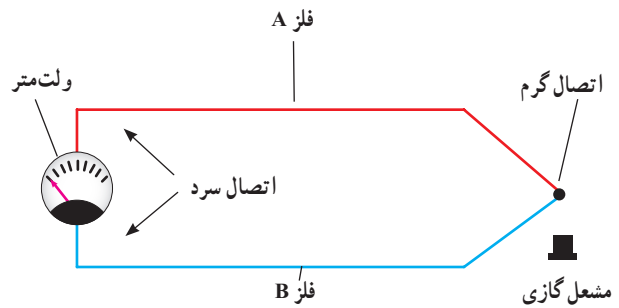 فلز A
ولت‌متر
اتصال گرم
اتصال سرد
فلز B
مشعل گازی